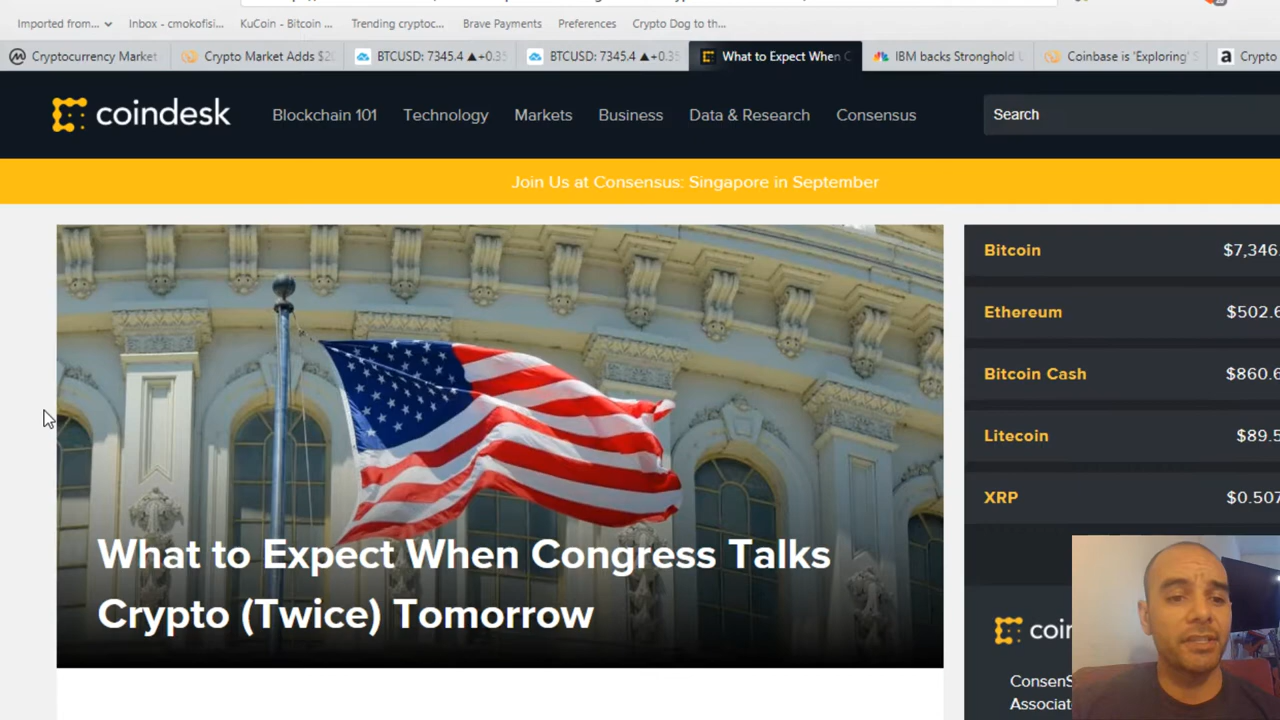 Imported from...
Inbox - cmokofisi...
KuCoin - Bitcoin ...
Trending cryptoc...
Brave Payments
Preferences
Crypto Dog to th...
Cryptocurrency Market
Crypto Market Adds $20
BTCUSD: 7345.4 ▲+0.35
BTCUSD: 7345.4 ▲+0.35
What to Expect When C
IBM backs Stronghold
Coinbase is 'Exploring'
Crypto
coindesk
Blockchain 101
Technology
Markets
Business
Data & Research
Consensus
Search
Join Us at Consensus: Singapore in September
What to Expect When Congress Talks
Crypto (Twice) Tomorrow
Bitcoin $7,346.
Ethereum $502.6
Bitcoin Cash $860.6
Litecoin $89.5
XRP $0.507
coin
ConsenS
Associat